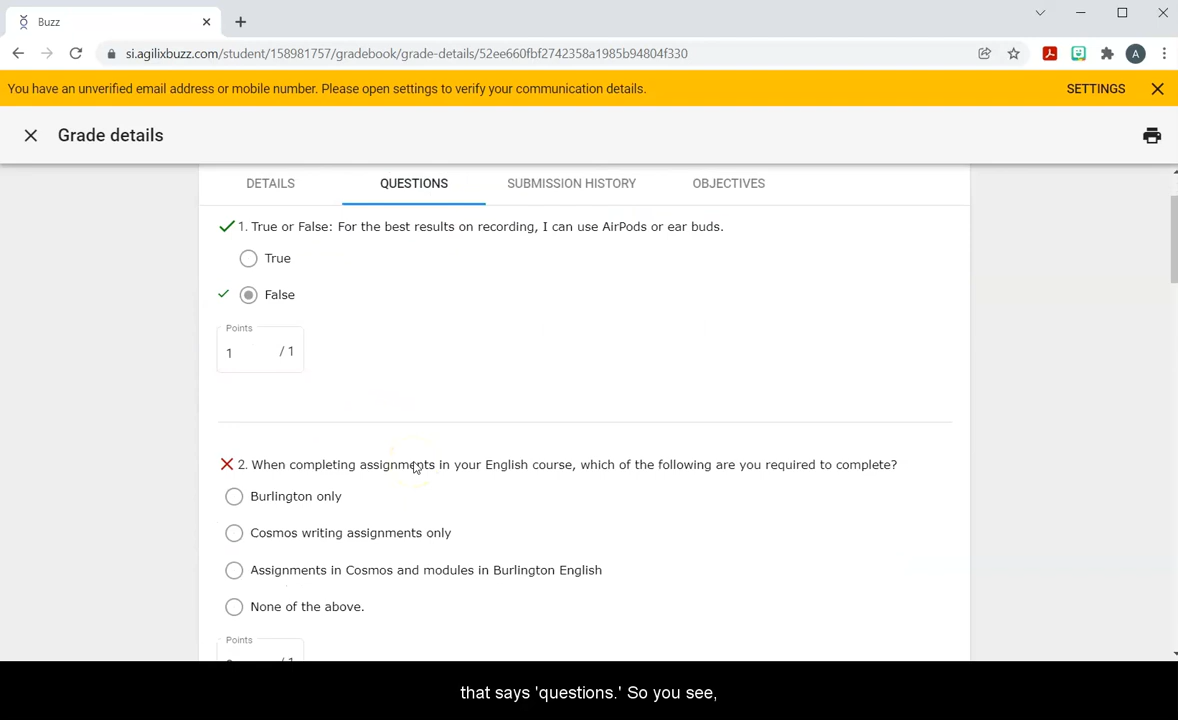 Buzz
si.agilixbuzz.com/student/158981757/gradebook/grade-details/52ee660fbf2742358a1985b94804f330
A
You have an unverified email address or mobile number. Please open settings to verify your communication details.
SETTINGS
Grade details
DETAILS
QUESTIONS
SUBMISSION HISTORY
OBJECTIVES
1. True or False: For the best results on recording, I can use AirPods or ear buds.
True
False
Points
1 / 1
2. When completing assignments in your English course, which of the following are you required to complete?
Burlington only
Cosmos writing assignments only
Assignments in Cosmos and modules in Burlington English
None of the above.
Points
that says 'questions.' So you see,